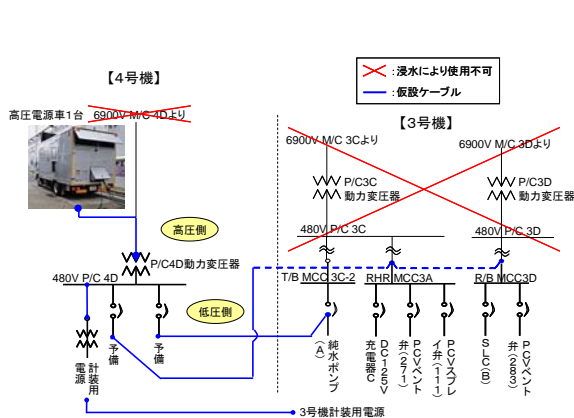 ✕ :浸水により使用不可
━ :仮設ケーブル
【4号機】
高圧電源車1台
6900V M/C 4Dより
【3号機】
6900V M/C 3Cより
6900V M/C 3Dより
P/C3C
動力変圧器
P/C3D
動力変圧器
高圧側
480V P/C 3C
480V P/C 3D
P/C4D動力変圧器
480V P/C 4D
T/B MCC 3C-2
RHR MCC3A
R/B MCC3D
低圧側
計装用
電源
予備
予備
純水ポンプ
(A)
DC125V
充電器C
PCVベント
弁(271)
PCVスプレ
イ弁(111)
SLC(B)
PCVベント
弁(283)
3号機計装用電源